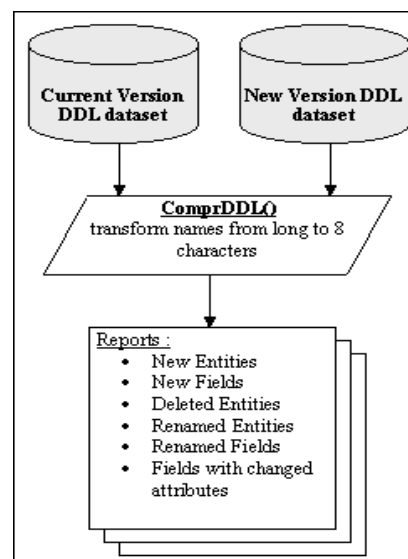 Current Version
DDL dataset
New Version DDL
dataset
ComprDDL()
transform names from long to 8
characters
Reports :
• New Entities
• New Fields
• Deleted Entities
• Renamed Entities
• Renamed Fields
• Fields with changed
attributes